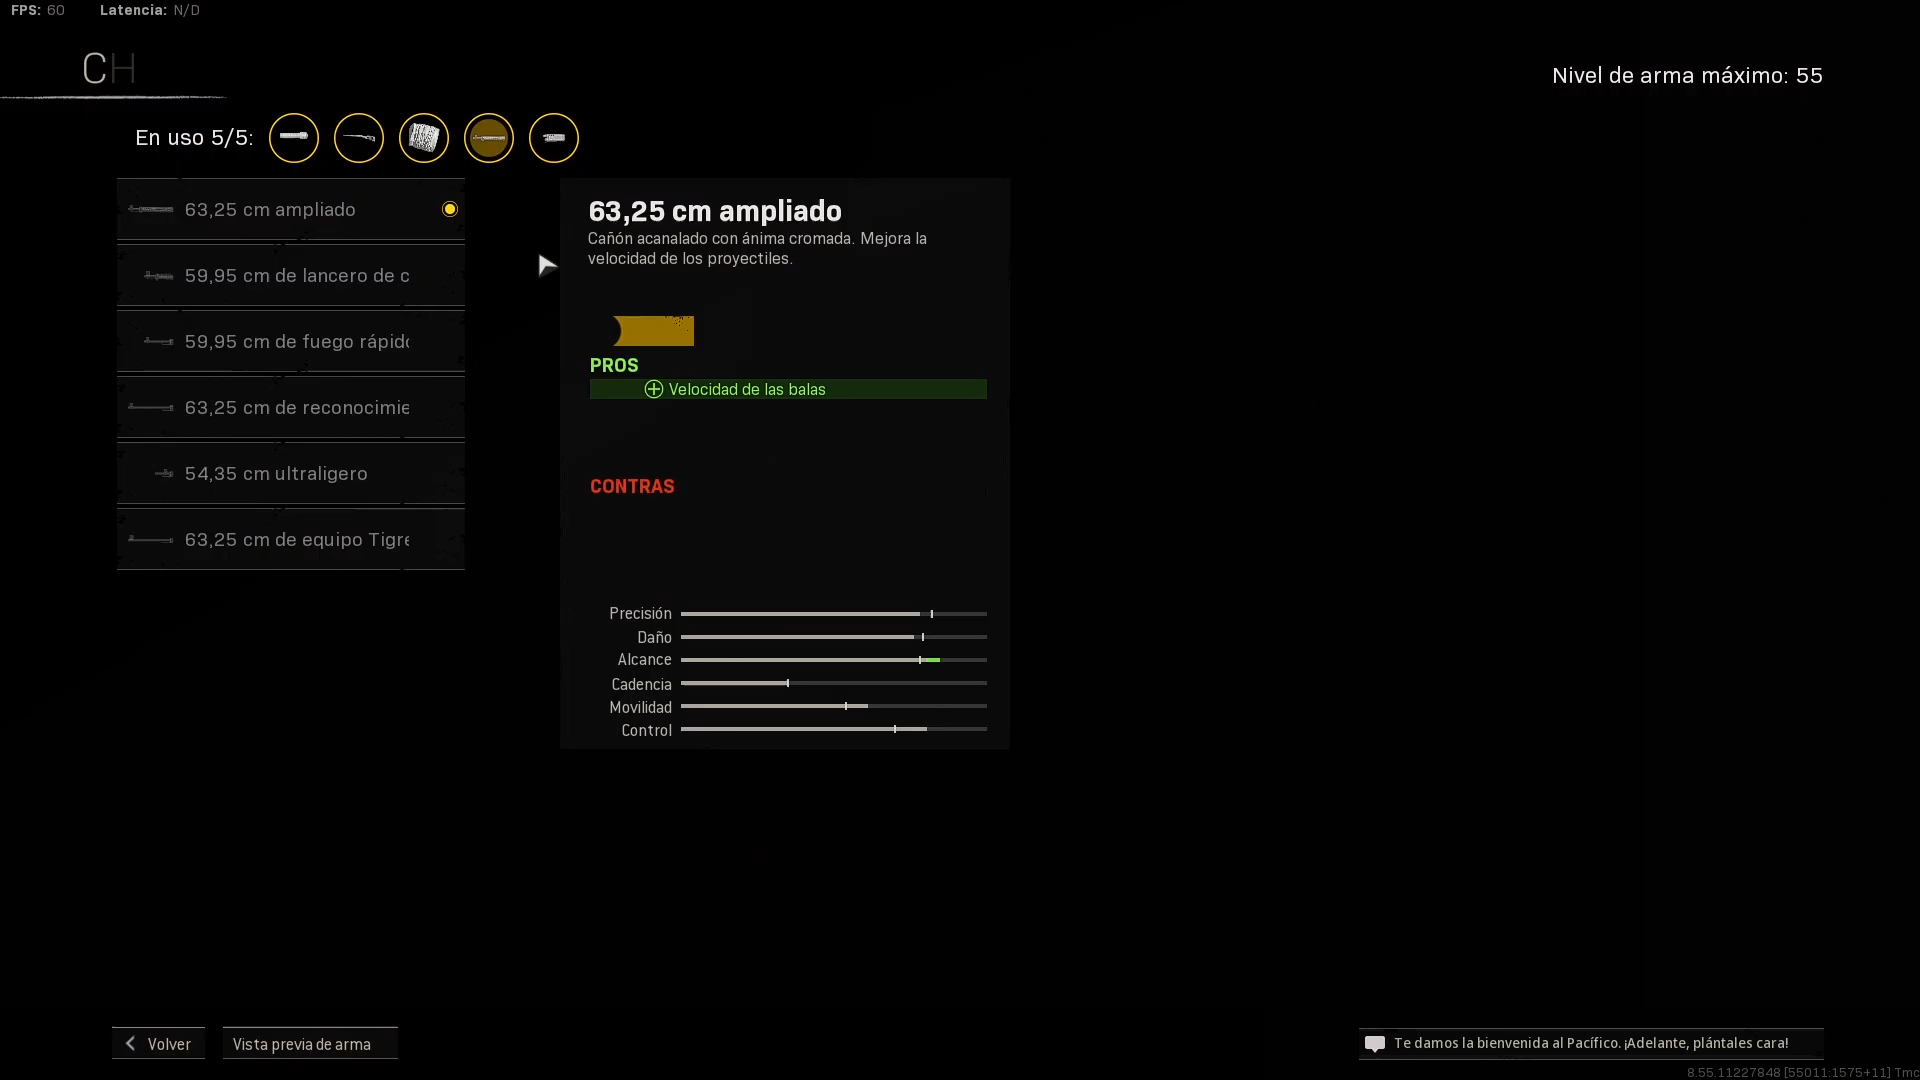 FPS: 60 Latencia: N/D
CH
Nivel de arma máximo: 55
En uso 5/5:
63,25 cm ampliado
59,95 cm de lancero de c
59,95 cm de fuego rápido
63,25 cm de reconocimie
54,35 cm ultraligero
63,25 cm de equipo Tigre
63,25 cm ampliado
Cañón acanalado con ánima cromada. Mejora la
velocidad de los proyectiles.
PROS
Velocidad de las balas
CONTRAS
Precisión
Daño
Alcance
Cadencia
Movilidad
Control
Volver
Vista previa de arma
Te damos la bienvenida al Pacífico. ¡Adelante, plántales cara!
8.55.11227848 [55011:1575+11] Tmc